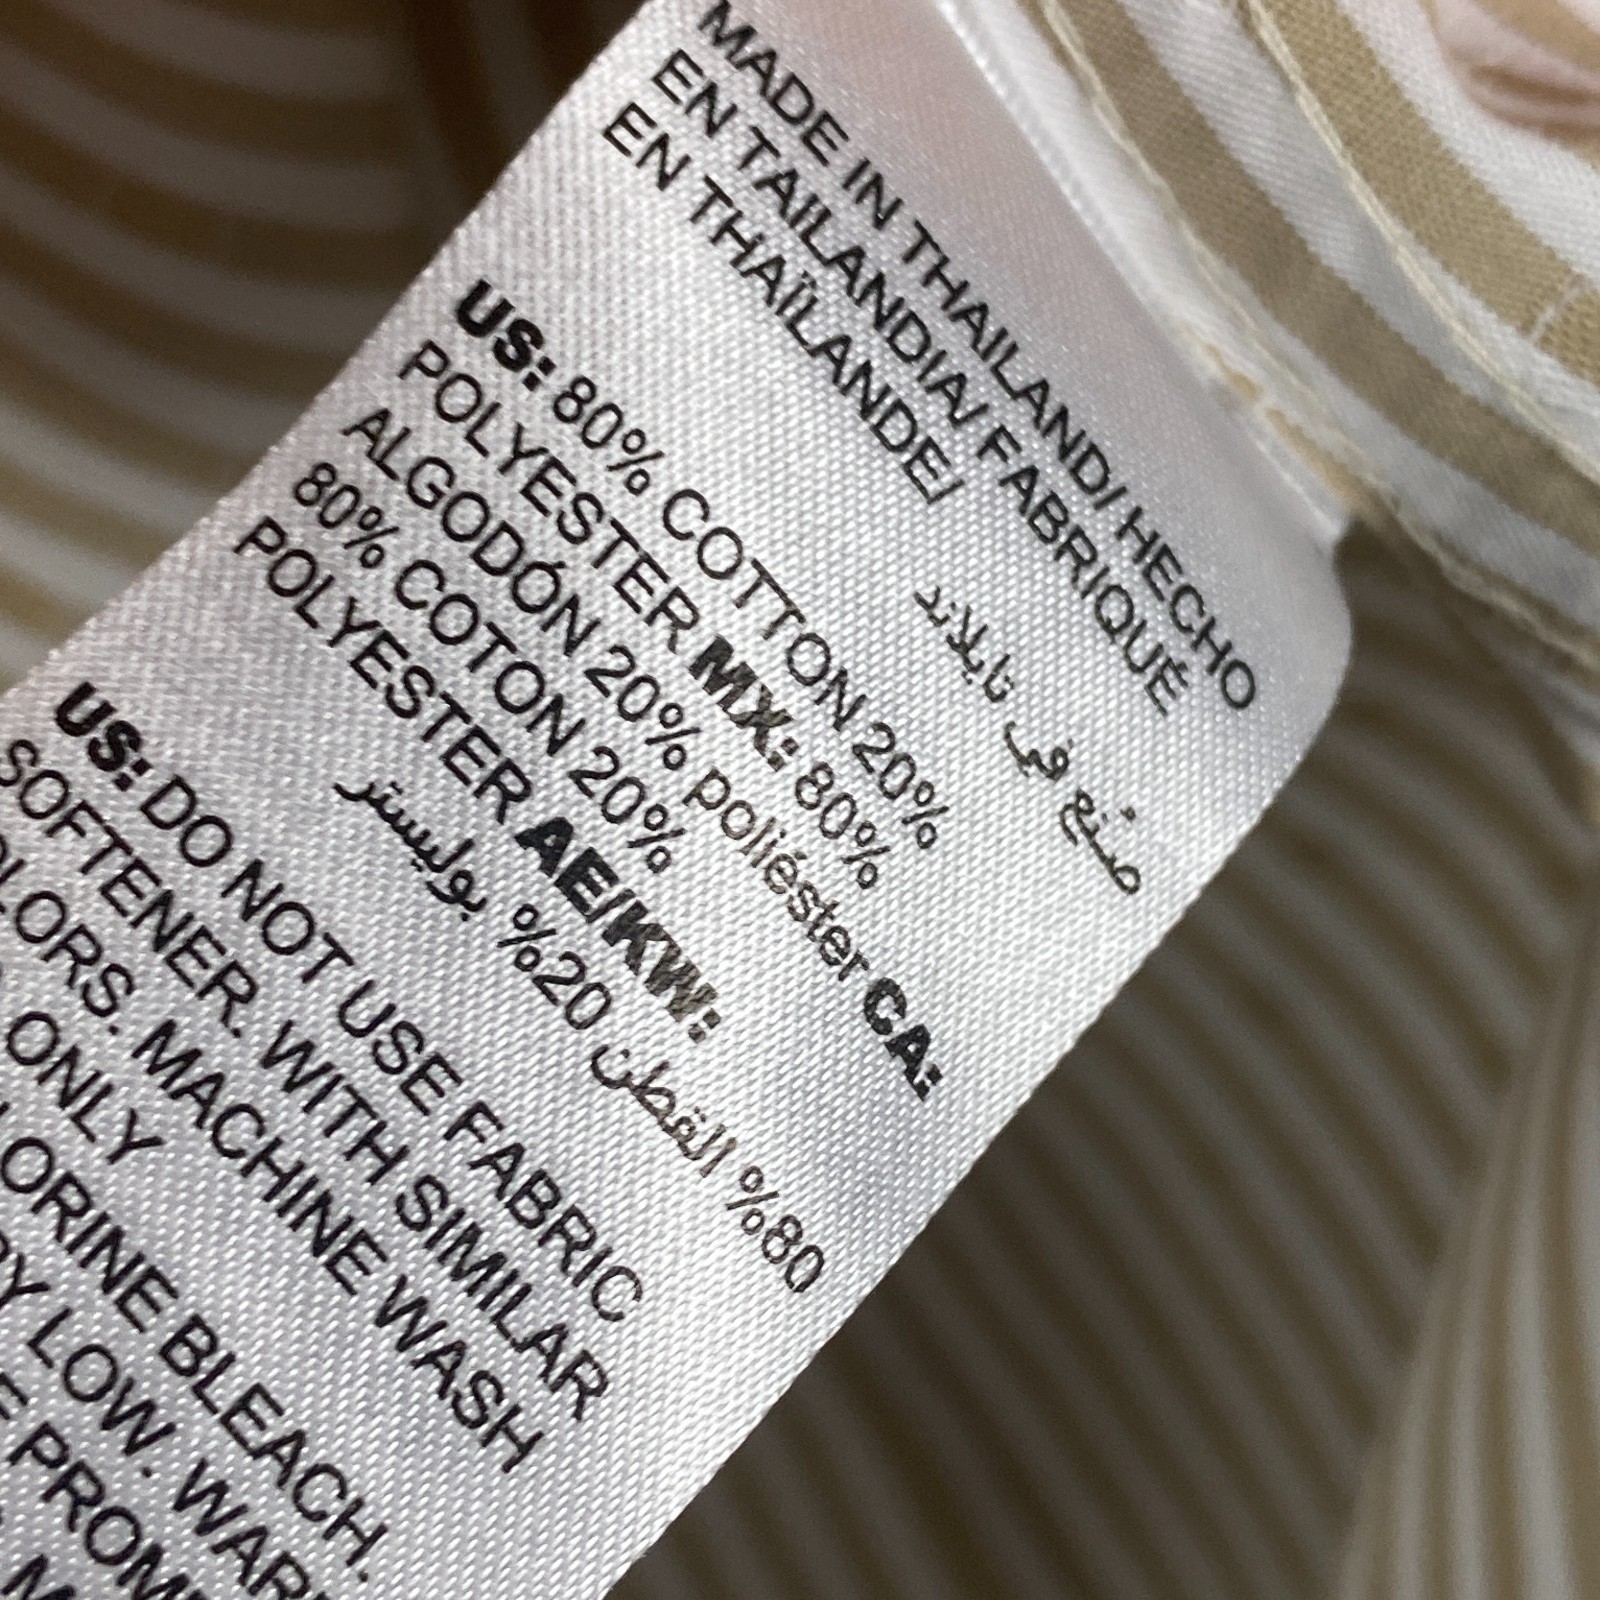 MADE IN THAILAND/ HECHO
EN TAILANDIA/ FABRIQUÉ
EN THAÏLANDE/
صُنع في تايلاند
US: 80% COTTON 20%
POLYESTER MX: 80%
ALGODÓN 20% poliéster CA:
80% COTON 20%
POLYESTER AE/KW:
80% القطن 20% بوليستر
US: DO NOT USE FABRIC
SOFTENER. WITH SIMILAR
MACHINE WASH
ONLY
BLEACH.
LOW.